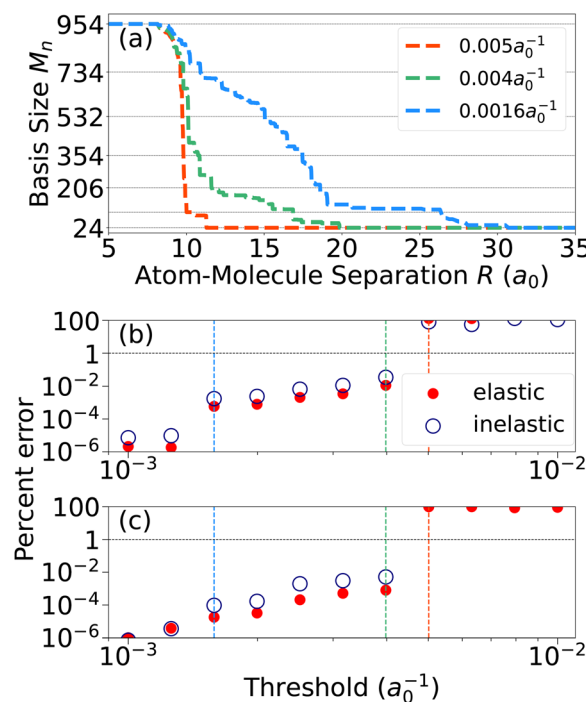 (a)
Basis Size Mₙ
954
734
532
354
206
24
0.005a₀⁻¹
0.004a₀⁻¹
0.0016a₀⁻¹
5 10 15 20 25 30 35
Atom-Molecule Separation R (a₀)
(b)
100
1
10⁻²
10⁻⁴
10⁻⁶
elastic
inelastic
10⁻³ 10⁻²
Percent error
(c)
100
1
10⁻²
10⁻⁴
10⁻⁶
10⁻³ 10⁻²
Threshold (a₀⁻¹)